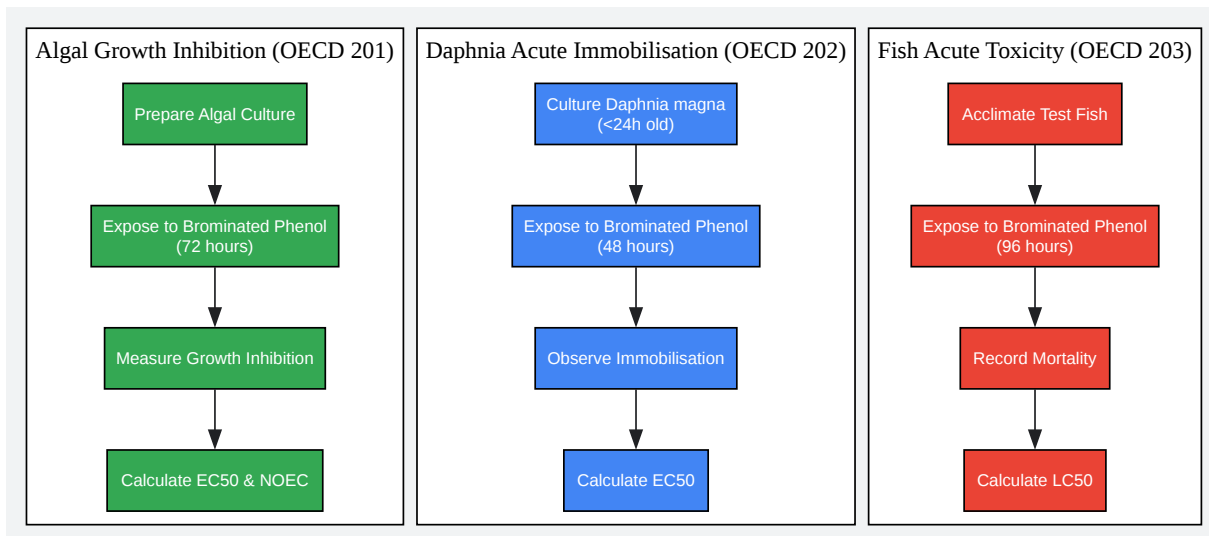 Algal Growth Inhibition (OECD 201)
Prepare Algal Culture
Expose to Brominated Phenol
(72 hours)
Measure Growth Inhibition
Calculate EC50 & NOEC
Daphnia Acute Immobilisation (OECD 202)
Culture Daphnia magna
(<24h old)
Expose to Brominated Phenol
(48 hours)
Observe Immobilisation
Calculate EC50
Fish Acute Toxicity (OECD 203)
Acclimate Test Fish
Expose to Brominated Phenol
(96 hours)
Record Mortality
Calculate LC50